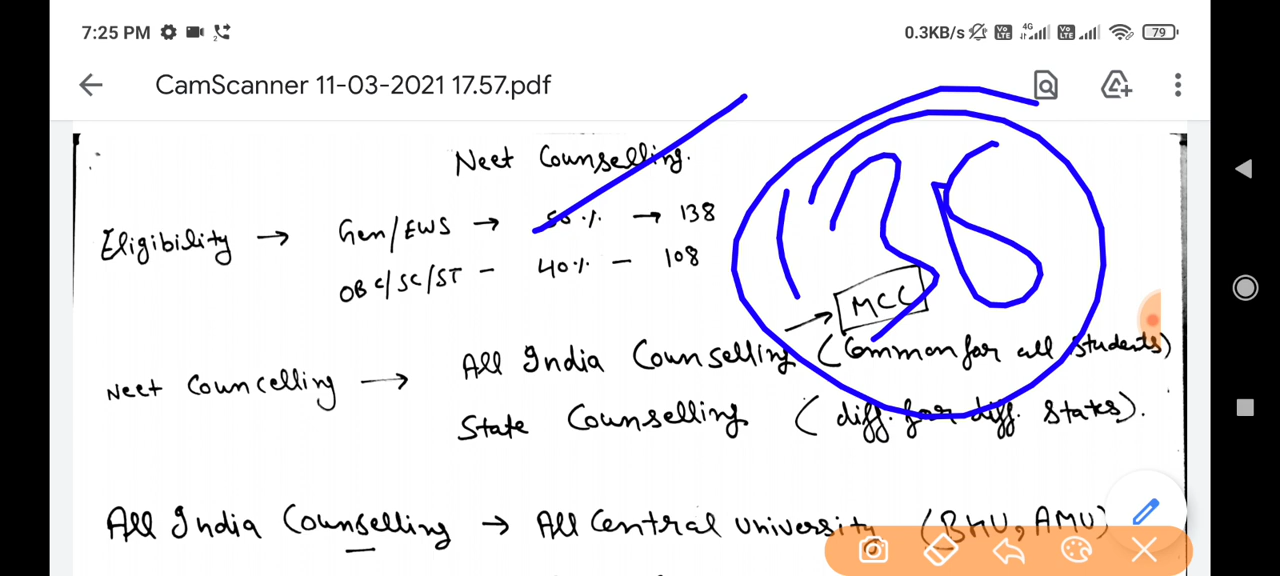 7:25 PM 0.3KB/s 4G 79
CamScanner 11-03-2021 17.57.pdf
Neet Counselling.
Eligibility → Gen/EWS → 50 % → 138
OBC/SC/ST - 40% - 108
138
→ MCC
Neet Councelling → All India Counselling (Common for all students)
State Counselling (diff. for diff. states).
All India Counselling → All Central University (BHU, AMU)